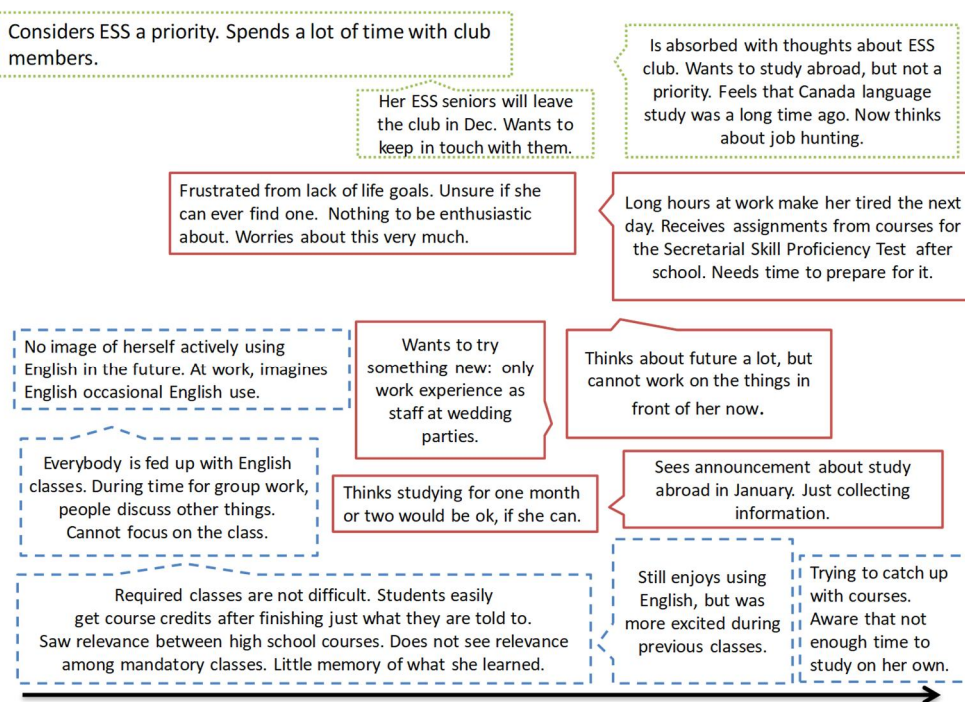 Considers ESS a priority. Spends a lot of time with club
members.
Is absorbed with thoughts about ESS
club. Wants to study abroad, but not a
priority. Feels that Canada language
study was a long time ago. Now thinks
about job hunting.
Her ESS seniors will leave
the club in Dec. Wants to
keep in touch with them.
Frustrated from lack of life goals. Unsure if she
can ever find one. Nothing to be enthusiastic
about. Worries about this very much.
Long hours at work make her tired the next
day. Receives assignments from courses for
the Secretarial Skill Proficiency Test after
school. Needs time to prepare for it.
No image of herself actively using
English in the future. At work, imagines
English occasional English use.
Wants to try
something new: only
work experience as
staff at wedding
parties.
Thinks about future a lot, but
cannot work on the things in
front of her now.
Everybody is fed up with English
classes. During time for group work,
people discuss other things.
Cannot focus on the class.
Thinks studying for one month
or two would be ok, if she can.
Sees announcement about study
abroad in January. Just collecting
information.
Required classes are not difficult. Students easily
get course credits after finishing just what they are told to.
Saw relevance between high school courses. Does not see relevance
among mandatory classes. Little memory of what she learned.
Still enjoys using
English, but was
more excited during
previous classes.
Trying to catch up
with courses.
Aware that not
enough time to
study on her own.